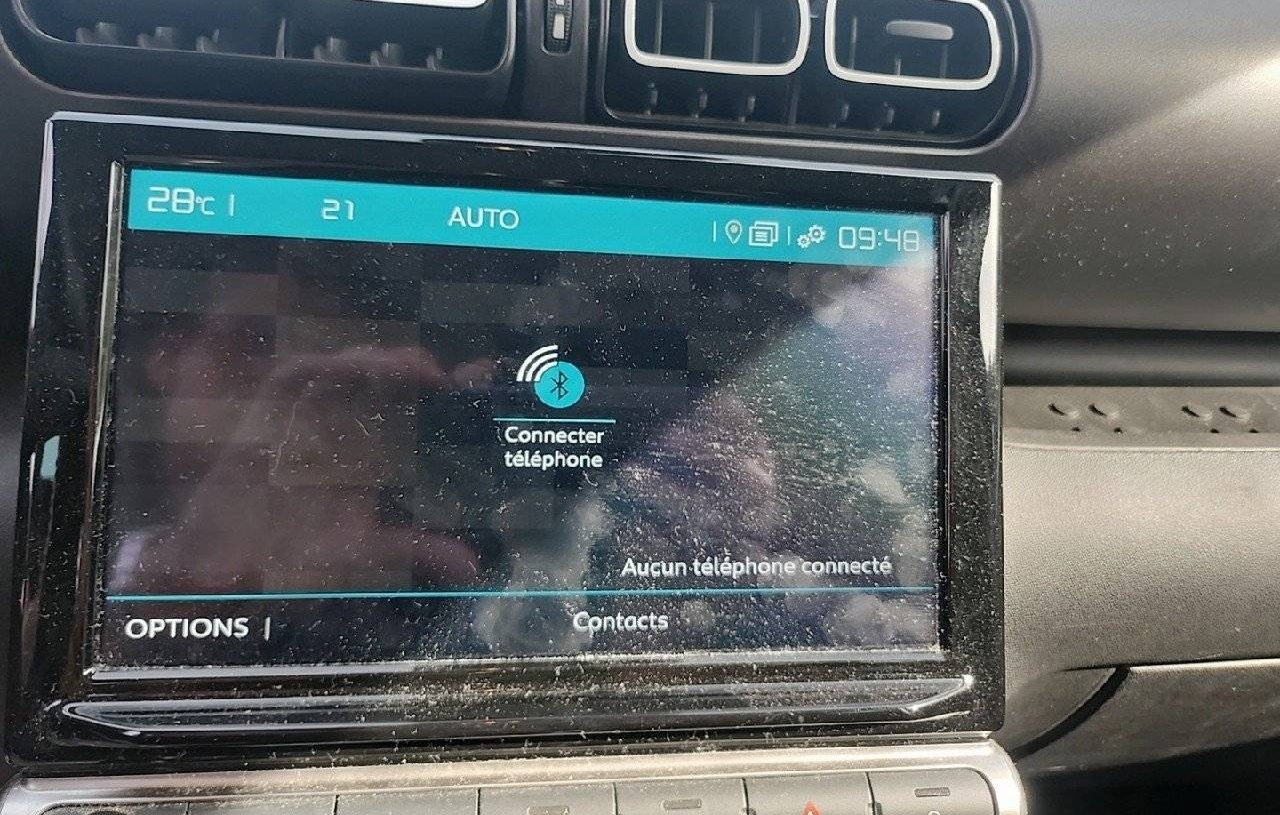 28°C 21 AUTO 09:48
Connecter
téléphone
Aucun téléphone connecté
OPTIONS Contacts